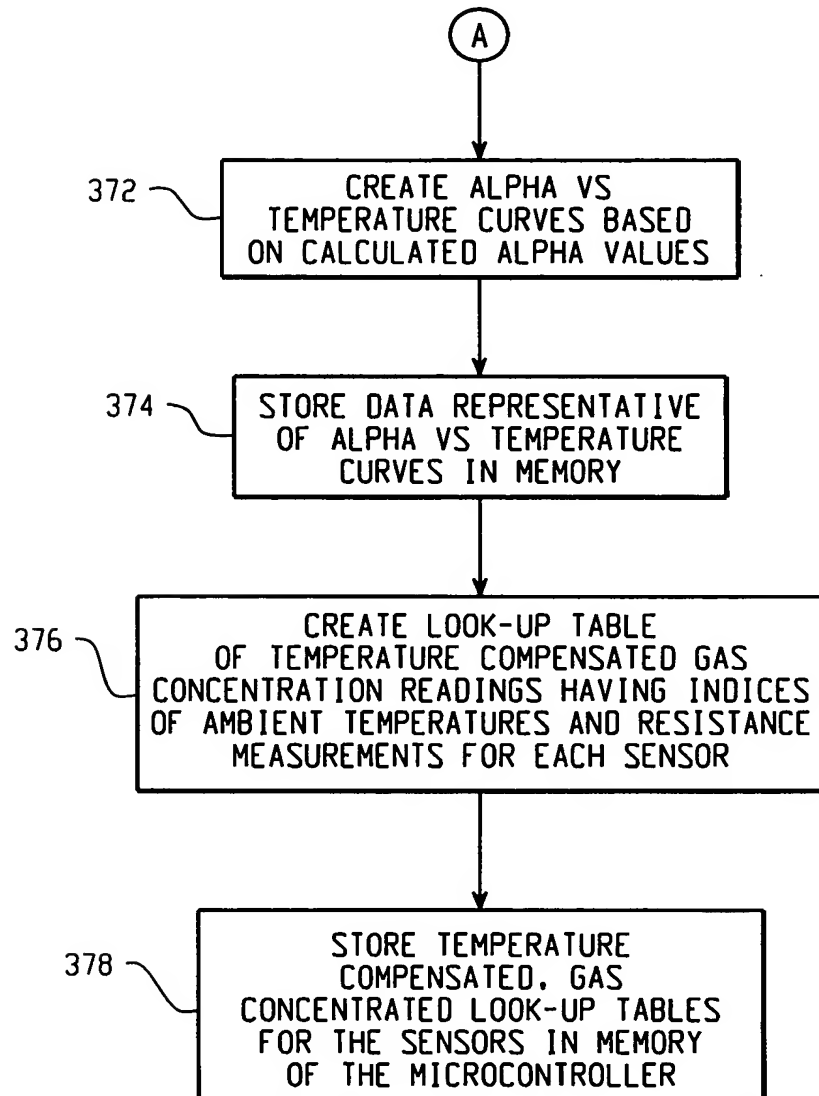 A
372
CREATE ALPHA VS
TEMPERATURE CURVES BASED
ON CALCULATED ALPHA VALUES
374
STORE DATA REPRESENTATIVE
OF ALPHA VS TEMPERATURE
CURVES IN MEMORY
376
CREATE LOOK-UP TABLE
OF TEMPERATURE COMPENSATED GAS
CONCENTRATION READINGS HAVING INDICES
OF AMBIENT TEMPERATURES AND RESISTANCE
MEASUREMENTS FOR EACH SENSOR
378
STORE TEMPERATURE
COMPENSATED, GAS
CONCENTRATED LOOK-UP TABLES
FOR THE SENSORS IN MEMORY
OF THE MICROCONTROLLER